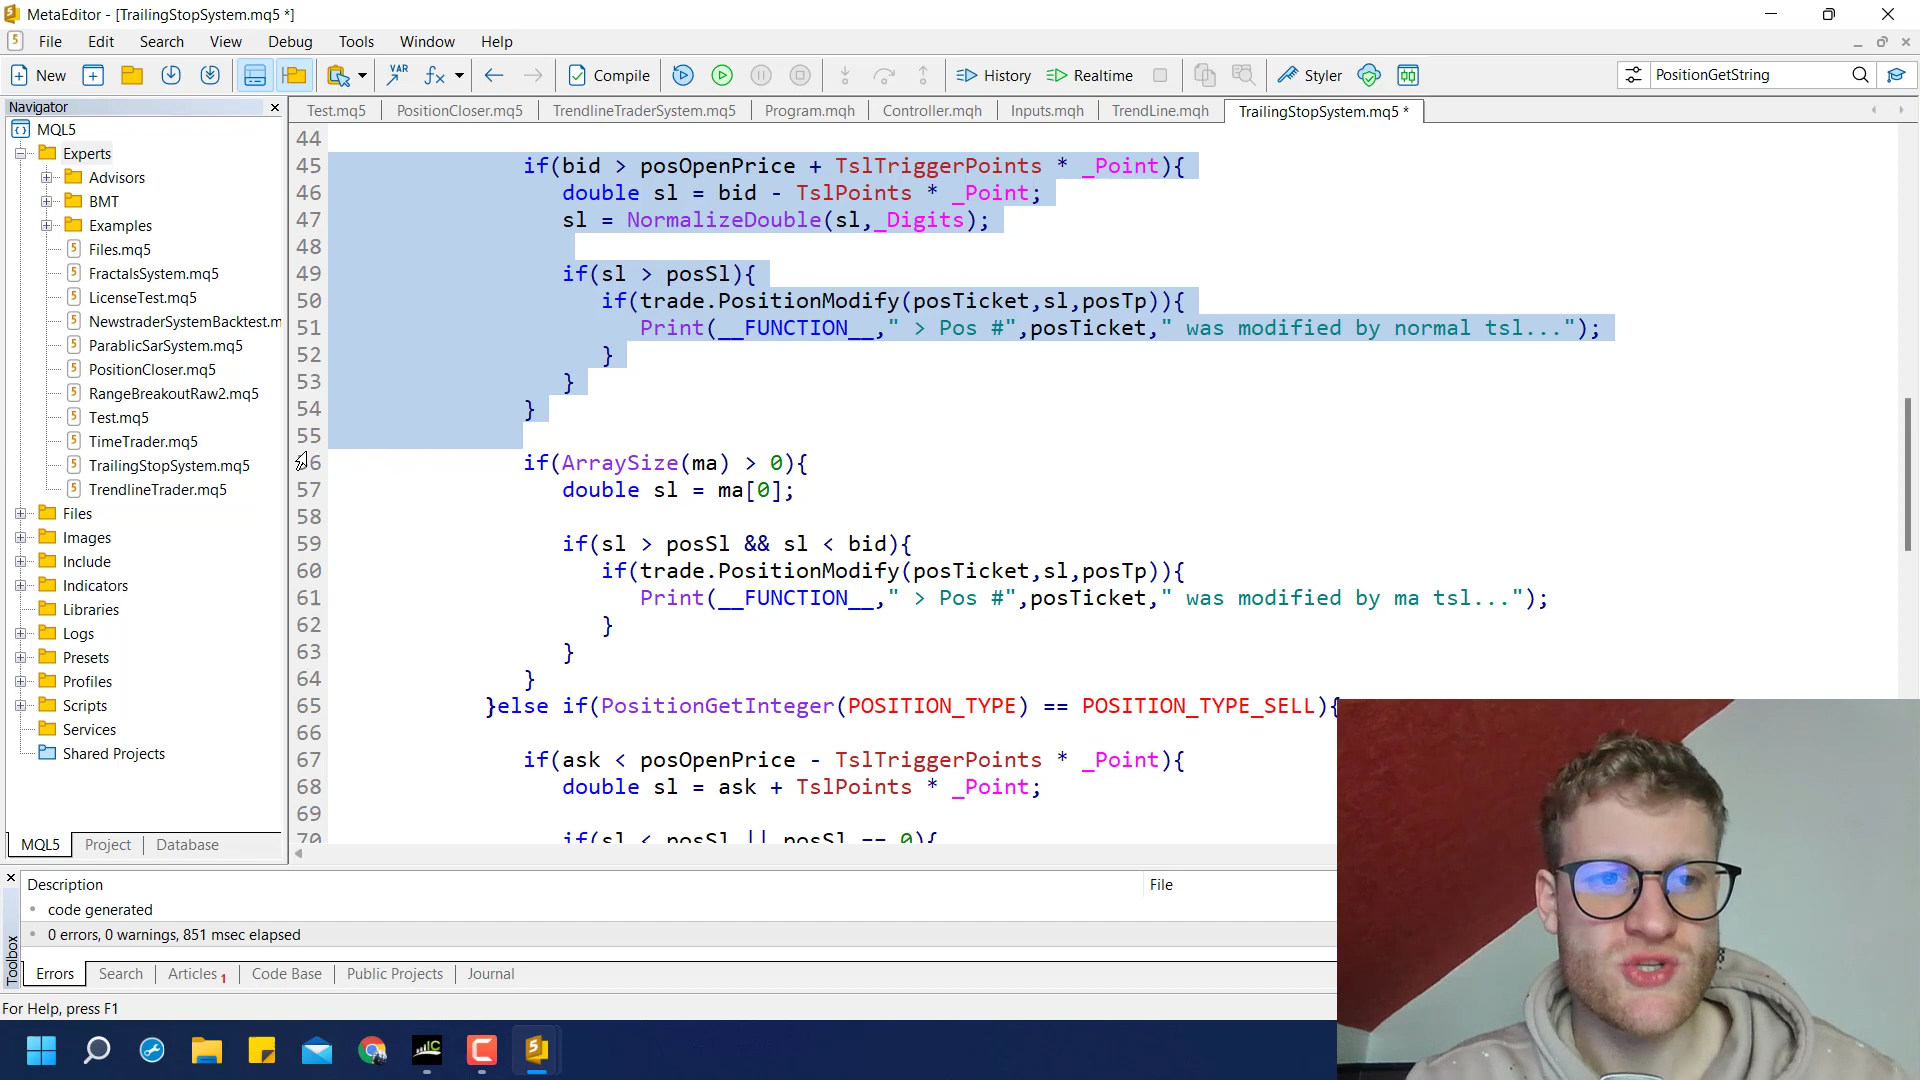 MetaEditor - [TrailingStopSystem.mq5 *]
File Edit Search View Debug Tools Window Help
New VAR Compile History Realtime Styler PositionGetString
Navigator
Test.mq5 PositionCloser.mq5 TrendlineTraderSystem.mq5 Program.mqh Controller.mqh Inputs.mqh TrendLine.mqh TrailingStopSystem.mq5 *
MQL5
Experts
Advisors
BMT
Examples
Files.mq5
FractalsSystem.mq5
LicenseTest.mq5
NewstraderSystemBacktest.m
ParablicSarSystem.mq5
PositionCloser.mq5
RangeBreakoutRaw2.mq5
Test.mq5
TimeTrader.mq5
TrailingStopSystem.mq5
TrendlineTrader.mq5
Files
Images
Include
Indicators
Libraries
Logs
Presets
Profiles
Scripts
Services
Shared Projects
MQL5 Project Database
44
45 if(bid > posOpenPrice + TslTriggerPoints * _Point){
46 double sl = bid - TslPoints * _Point;
47 sl = NormalizeDouble(sl,_Digits);
48
49 if(sl > posSl){
50 if(trade.PositionModify(posTicket,sl,posTp)){
51 Print(__FUNCTION__," > Pos #",posTicket," was modified by normal tsl...");
52 }
53 }
54 }
55
56 if(ArraySize(ma) > 0){
57 double sl = ma[0];
58
59 if(sl > posSl && sl < bid){
60 if(trade.PositionModify(posTicket,sl,posTp)){
61 Print(__FUNCTION__," > Pos #",posTicket," was modified by ma tsl...");
62 }
63 }
64 }
65 }else if(PositionGetInteger(POSITION_TYPE) == POSITION_TYPE_SELL){
66
67 if(ask < posOpenPrice - TslTriggerPoints * _Point){
68 double sl = ask + TslPoints * _Point;
69
70 if(sl < posSl || posSl == 0){
Description File
code generated
0 errors, 0 warnings, 851 msec elapsed
Toolbox
Errors Search Articles 1 Code Base Public Projects Journal
For Help, press F1
IC